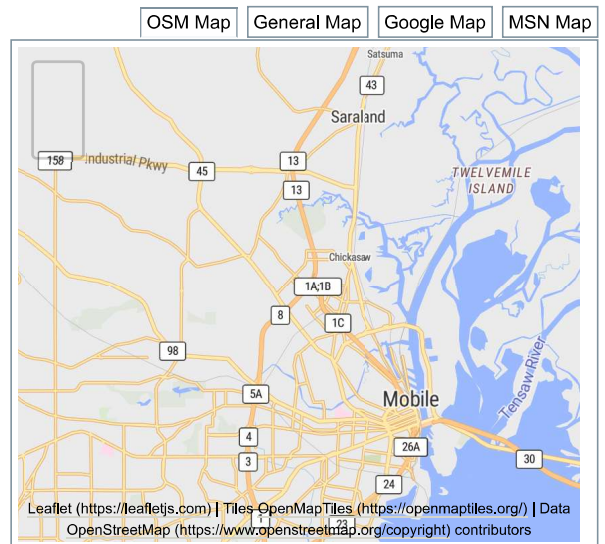 OSM Map General Map Google Map MSN Map
Satsuma
43
Saraland
158 Industrial Pkwy
13
45
TWELVEMILE
ISLAND
13
Chickasaw
1A;1B
8
1C
98
Tensaw River
5A
Mobile
4
26A
3
30
24
Leaflet (https://leafletjs.com) | Tiles OpenMapTiles (https://openmaptiles.org/) | Data
OpenStreetMap (https://www.openstreetmap.org/copyright) contributors
23